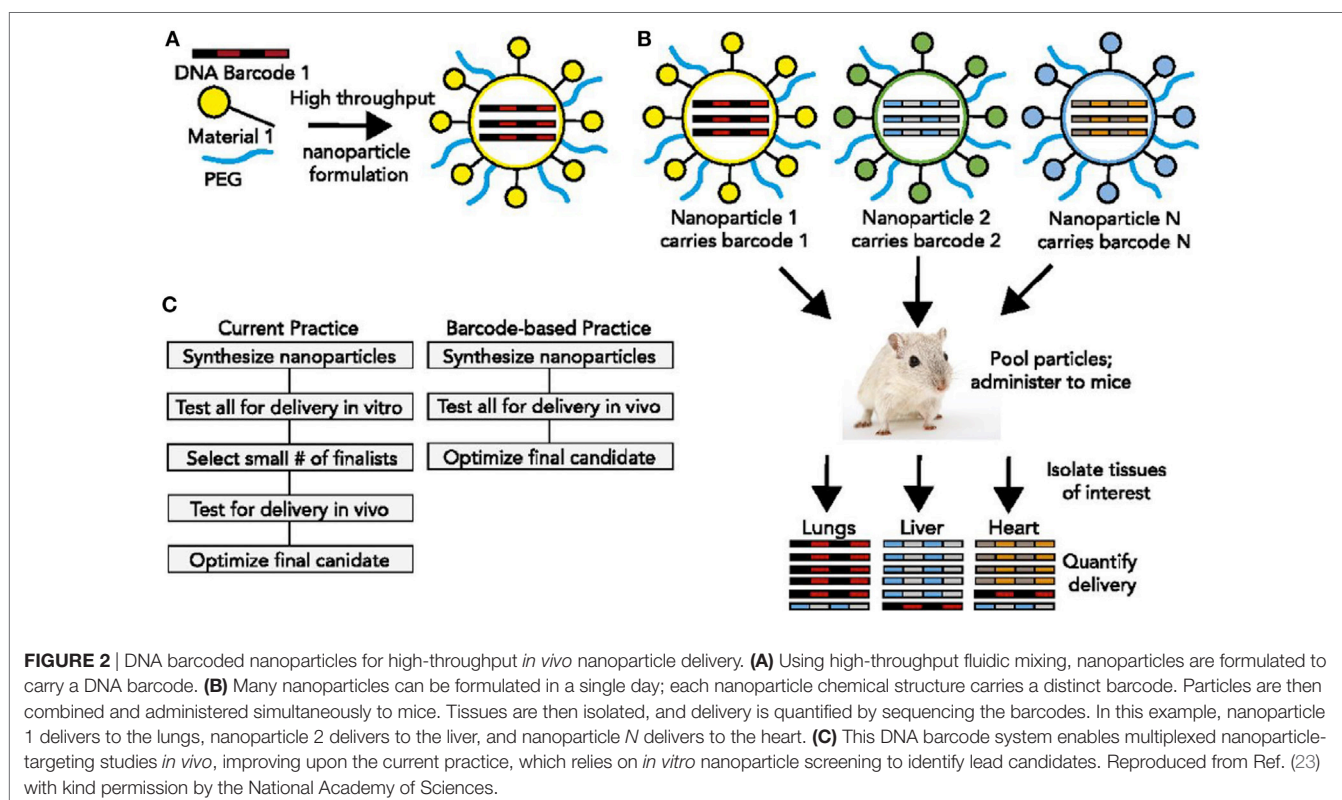 A
DNA Barcode 1
Material 1
PEG
High throughput
nanoparticle
formulation
B
Nanoparticle 1
carries barcode 1
Nanoparticle 2
carries barcode 2
Nanoparticle N
carries barcode N
Pool particles;
administer to mice
Isolate tissues
of interest
Lungs
Liver
Heart
Quantify
delivery
C
Current Practice
Synthesize nanoparticles
Test all for delivery in vitro
Select small # of finalists
Test for delivery in vivo
Optimize final canidate
Barcode-based Practice
Synthesize nanoparticles
Test all for delivery in vivo
Optimize final candidate
FIGURE 2 | DNA barcoded nanoparticles for high-throughput in vivo nanoparticle delivery. (A) Using high-throughput fluidic mixing, nanoparticles are formulated to
carry a DNA barcode. (B) Many nanoparticles can be formulated in a single day; each nanoparticle chemical structure carries a distinct barcode. Particles are then
combined and administered simultaneously to mice. Tissues are then isolated, and delivery is quantified by sequencing the barcodes. In this example, nanoparticle
1 delivers to the lungs, nanoparticle 2 delivers to the liver, and nanoparticle N delivers to the heart. (C) This DNA barcode system enables multiplexed nanoparticle-
targeting studies in vivo, improving upon the current practice, which relies on in vitro nanoparticle screening to identify lead candidates. Reproduced from Ref. (23)
with kind permission by the National Academy of Sciences.